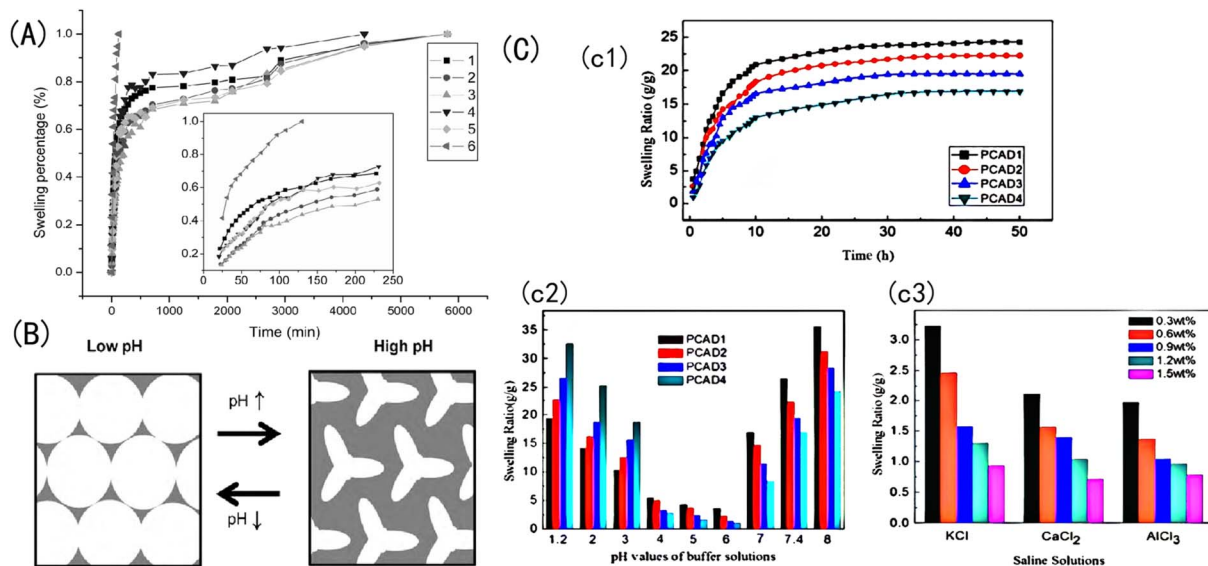 (A)
1.0
0.8
0.6
0.4
0.2
0.0
Swelling percentage (%)
0
1000
2000
3000
4000
5000
6000
Time (min)
1
2
3
4
5
6
1.0
0.8
0.6
0.4
0.2
0
50
100
150
200
250
(B)
Low pH
High pH
pH ↑
pH ↓
(C)
(c1)
30
25
20
15
10
5
0
Swelling Ratio (g/g)
0
10
20
30
40
50
Time (h)
PCAD1
PCAD2
PCAD3
PCAD4
(c2)
35
30
25
20
15
10
5
0
Swelling Ratio(g/g)
1.2
2
3
4
5
6
7
7.4
8
pH values of buffer solutions
PCAD1
PCAD2
PCAD3
PCAD4
(c3)
3.0
2.5
2.0
1.5
1.0
0.5
0.0
Swelling Ratio (g/g)
KCl
CaCl₂
AlCl₃
Saline Solutions
0.3wt%
0.6wt%
0.9wt%
1.2wt%
1.5wt%